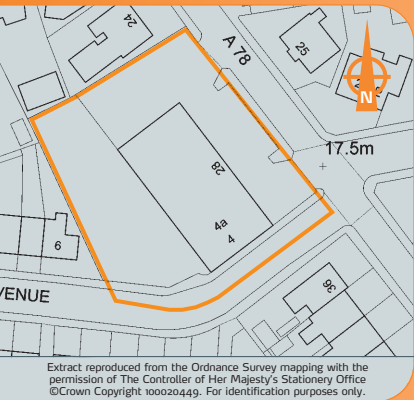 24
A 78
25
N
17.5m
28
4a
4
6
VENUE
36
Extract reproduced from the Ordnance Survey mapping with the
permission of The Controller of Her Majesty's Stationery Office
©Crown Copyright 100020449. For identification purposes only.